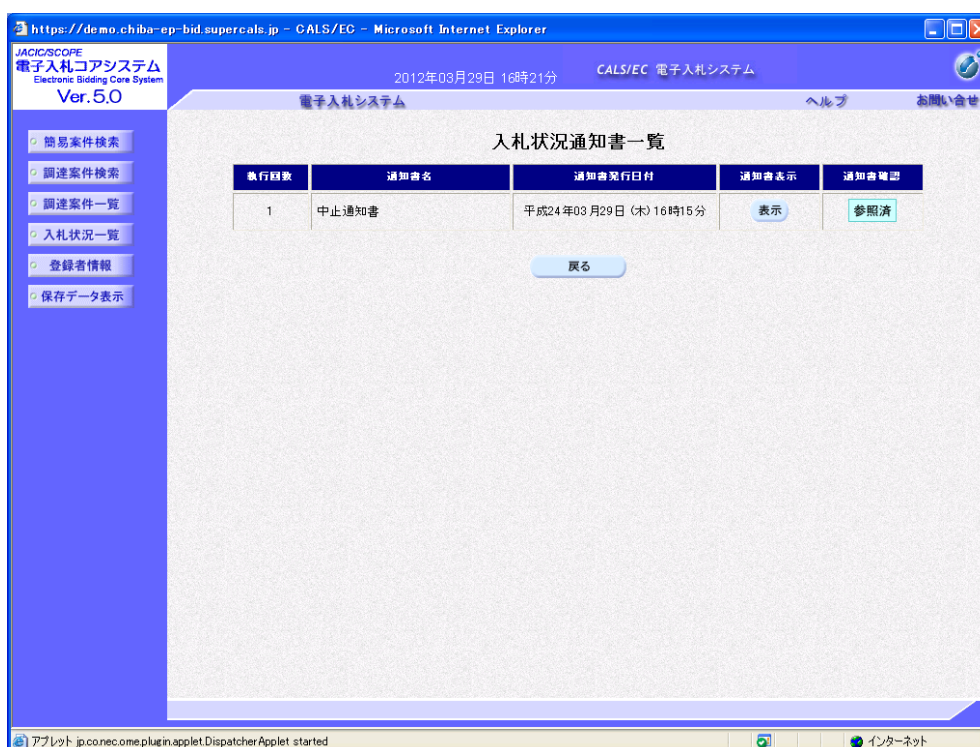 https://demo.chiba-ep-bid.supercals.jp - CALS/EC - Microsoft Internet Explorer
JACIC/SCOPE
電子入札コアシステム
Electronic Bidding Core System
Ver.5.0
2012年03月29日 16時21分
CALS/EC 電子入札システム
電子入札システム
ヘルプ
お問い合せ
簡易案件検索
調達案件検索
調達案件一覧
入札状況一覧
登録者情報
保存データ表示
入札状況通知書一覧
執行回数 通知書名 通知書発行日付 通知書表示 通知書確認
1 中止通知書 平成24年03月29日 (木) 16時15分 表示 参照済
戻る
アプレット jp.co.nec.ome.plugin.applet.DispatcherApplet started
インターネット